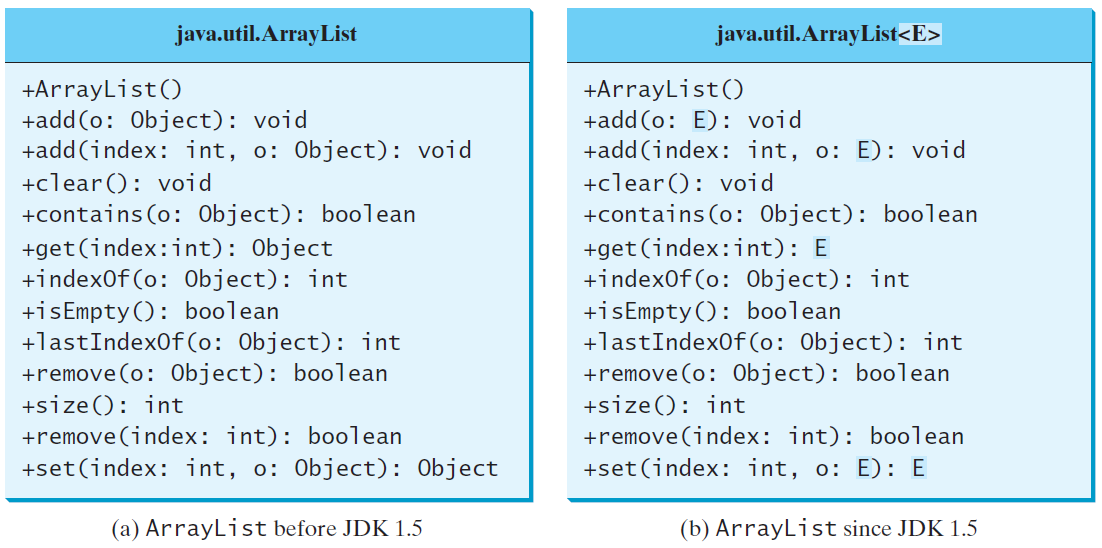 java.util.ArrayList
+ArrayList()
+add(o: Object): void
+add(index: int, o: Object): void
+clear(): void
+contains(o: Object): boolean
+get(index:int): Object
+indexOf(o: Object): int
+isEmpty(): boolean
+lastIndexOf(o: Object): int
+remove(o: Object): boolean
+size(): int
+remove(index: int): boolean
+set(index: int, o: Object): Object
(a) ArrayList before JDK 1.5
java.util.ArrayList<E>
+ArrayList()
+add(o: E): void
+add(index: int, o: E): void
+clear(): void
+contains(o: Object): boolean
+get(index:int): E
+indexOf(o: Object): int
+isEmpty(): boolean
+lastIndexOf(o: Object): int
+remove(o: Object): boolean
+size(): int
+remove(index: int): boolean
+set(index: int, o: E): E
(b) ArrayList since JDK 1.5